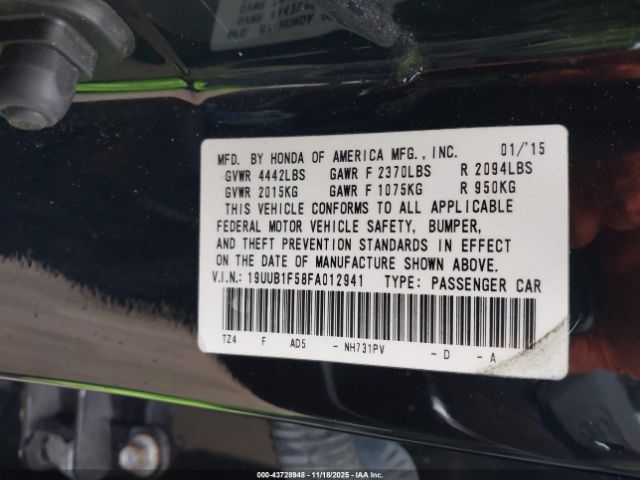 MFD. BY HONDA OF AMERICA MFG., INC. 01/'15
GVWR 4442LBS GAWR F 2370LBS R 2094LBS
GVWR 2015KG GAWR F 1075KG R 950KG
THIS VEHICLE CONFORMS TO ALL APPLICABLE
FEDERAL MOTOR VEHICLE SAFETY, BUMPER,
AND THEFT PREVENTION STANDARDS IN EFFECT
ON THE DATE OF MANUFACTURE SHOWN ABOVE.
V.I.N.: 19UUB1F58FA012941 TYPE: PASSENGER CAR
TZ4 F AD5 - NH731PV - D - A
000-43728948 - 11/18/2025 - IAA Corp.